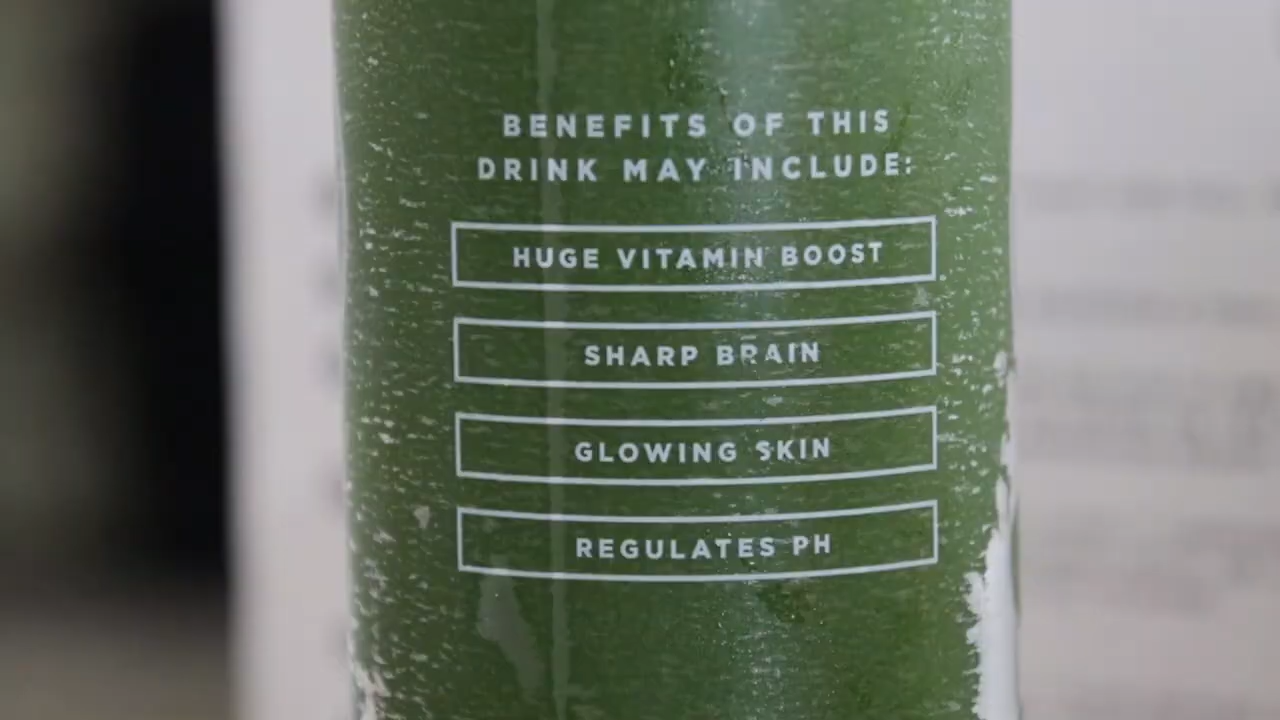 BENEFITS OF THIS
DRINK MAY INCLUDE:
HUGE VITAMIN BOOST
SHARP BRAIN
GLOWING SKIN
REGULATES PH